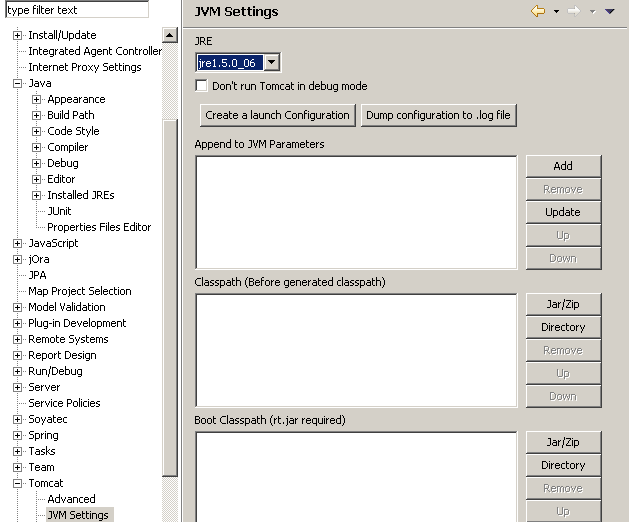 type filter text
Install/Update
Integrated Agent Controller
Internet Proxy Settings
Java
Appearance
Build Path
Code Style
Compiler
Debug
Editor
Installed JREs
JUnit
Properties Files Editor
JavaScript
jOra
JPA
Map Project Selection
Model Validation
Plug-in Development
Remote Systems
Report Design
Run/Debug
Server
Service Policies
Soyatec
Spring
Tasks
Team
Tomcat
Advanced
JVM Settings
JVM Settings
JRE
jre1.5.0_06
Don't run Tomcat in debug mode
Create a launch Configuration
Dump configuration to .log file
Append to JVM Parameters
Add
Remove
Update
Up
Down
Classpath (Before generated classpath)
Jar/Zip
Directory
Remove
Up
Down
Boot Classpath (rt.jar required)
Jar/Zip
Directory
Remove
Up